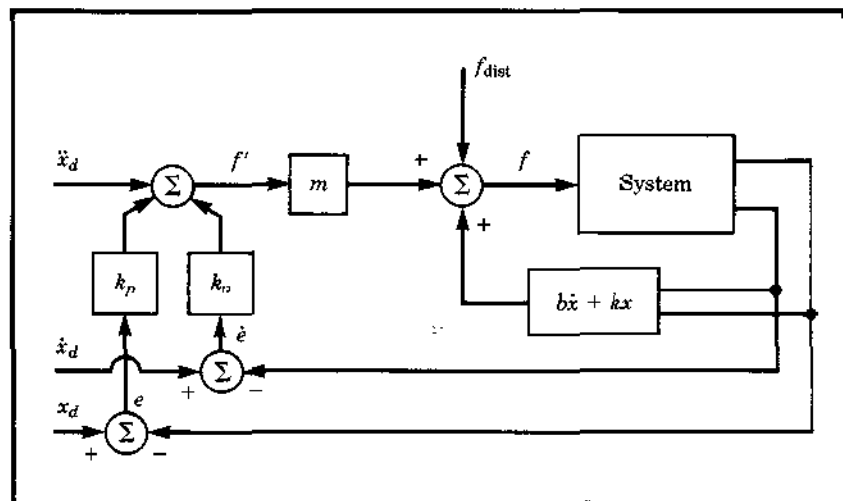 f_dist
ẍ_d
Σ
f'
m
+
Σ
f
System
+
k_p
k_v
bẋ + kx
ẋ_d
ė
+
Σ
−
x_d
e
+
Σ
−